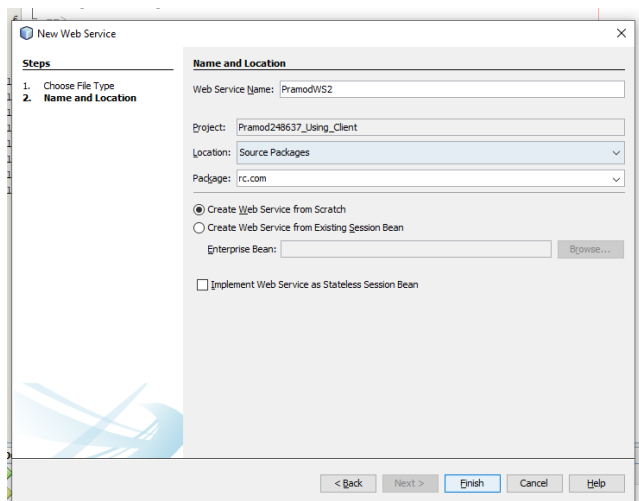 New Web Service
Steps
1. Choose File Type
2. Name and Location
Name and Location
Web Service Name: PramodWS2
Project: Pramod248637_Using_Client
Location: Source Packages
Package: rc.com
Create Web Service from Scratch
Create Web Service from Existing Session Bean
Enterprise Bean:
Browse...
Implement Web Service as Stateless Session Bean
< Back Next > Finish Cancel Help